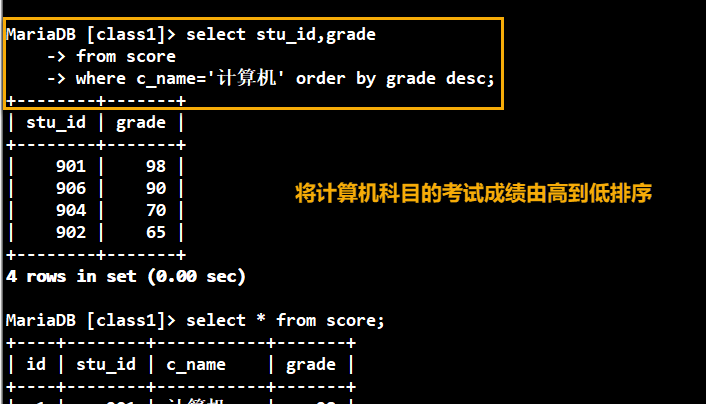 MariaDB [class1]> select stu_id,grade
    -> from score
    -> where c_name='计算机' order by grade desc;
+--------+-------+
| stu_id | grade |
+--------+-------+
|    901 |    98 |
|    906 |    90 |
|    904 |    70 |
|    902 |    65 |
+--------+-------+
将计算机科目的考试成绩由高到低排序
4 rows in set (0.00 sec)
MariaDB [class1]> select * from score;
+----+--------+-----------+-------+
| id | stu_id | c_name    | grade |
+----+--------+-----------+-------+